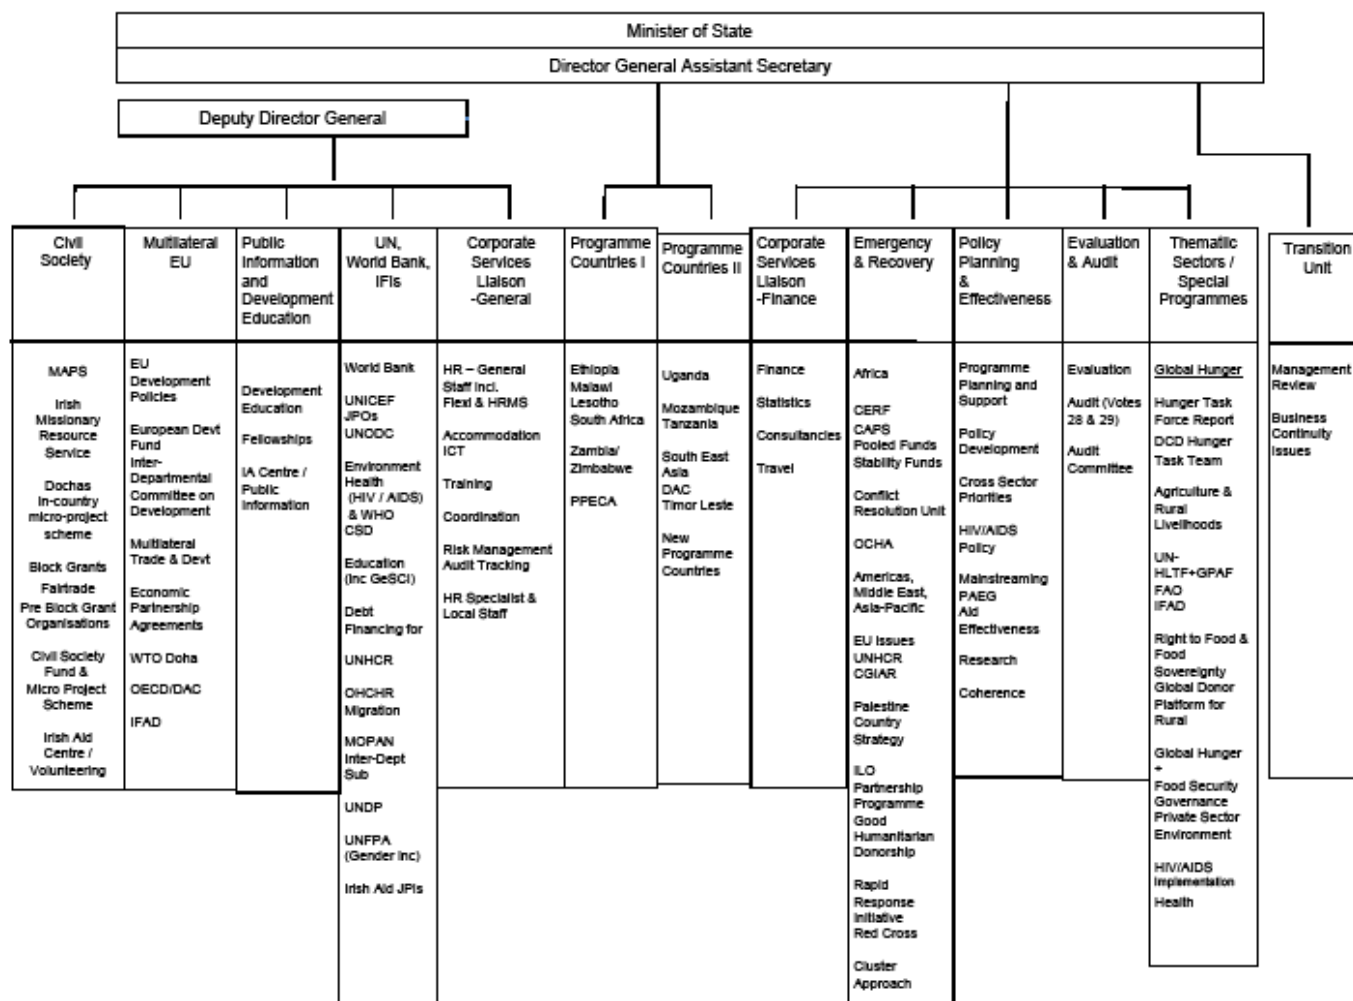 Minister of State
Director General Assistant Secretary
Deputy Director General
Civil
Society
Multilateral
EU
Public
Information
and
Development
Education
UN,
World Bank,
IFIs
Corporate
Services
Liaison
-General
Programme
Countries I
Programme
Countries II
Corporate
Services
Liaison
-Finance
Emergency
& Recovery
Policy
Planning
&
Effectiveness
Evaluation
& Audit
Thematic
Sectors /
Special
Programmes
Transition
Unit
MAPS
Irish
Missionary
Resource
Service
Dochas
In-country
micro-project
scheme
Block Grants
Fairtrade
Pre Block Grant
Organisations
Civil Society
Fund &
Micro Project
Scheme
Irish Aid
Centre /
Volunteering
EU
Development
Policies
European Devt
Fund
Inter-
Departmental
Committee on
Development
Multilateral
Trade & Devt
Economic
Partnership
Agreements
WTO Doha
OECD/DAC
IFAD
Development
Education
Fellowships
IA Centre /
Public
Information
World Bank
UNICEF
JPOs
UNODC
Environment
Health
(HIV / AIDS)
& WHO
CSD
Education
(Inc GeSCI)
Debt
Financing for
UNHCR
OHCHR
Migration
MOPAN
Inter-Dept
Sub
UNDP
UNFPA
(Gender Inc)
Irish Aid JPIs
HR – General
Staff Incl.
Flexi & HRMS
Accommodation
ICT
Training
Coordination
Risk Management
Audit Tracking
HR Specialist &
Local Staff
Ethiopia
Malawi
Lesotho
South Africa
Zambia/
Zimbabwe
PPECA
Uganda
Mozambique
Tanzania
South East
Asia
DAC
Timor Leste
New
Programme
Countries
Finance
Statistics
Consultancies
Travel
Africa
CERF
CAPS
Pooled Funds
Stability Funds
Conflict
Resolution Unit
OCHA
Americas,
Middle East,
Asia-Pacific
EU Issues
UNHCR
CGIAR
Palestine
Country
Strategy
ILO
Partnership
Programme
Good
Humanitarian
Donorship
Rapid
Response
Initiative
Red Cross
Cluster
Approach
Programme
Planning and
Support
Policy
Development
Cross Sector
Priorities
HIV/AIDS
Policy
Mainstreaming
PAEG
Aid
Effectiveness
Research
Coherence
Evaluation
Audit (Votes
28 & 29)
Audit
Committee
Global Hunger
Hunger Task
Force Report
DCD Hunger
Task Team
Agriculture &
Rural
Livelihoods
UN-
HLTF+GPAF
FAO
IFAD
Right to Food &
Food
Sovereignty
Global Donor
Platform for
Rural
Global Hunger
+
Food Security
Governance
Private Sector
Environment
HIV/AIDS
Implementation
Health
Management
Review
Business
Continuity
Issues